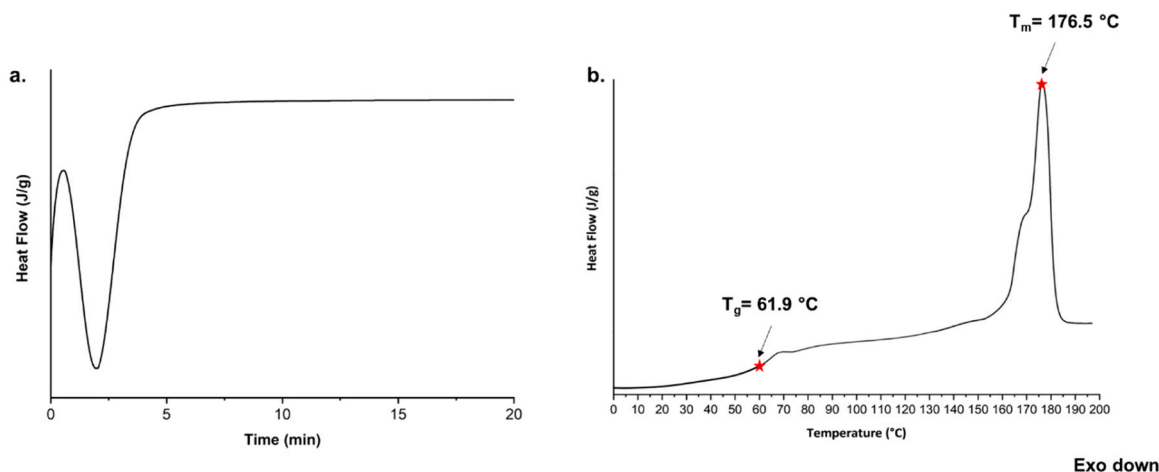 a.
Heat Flow (J/g)
0 5 10 15 20
Time (min)
b.
Tm= 176.5 °C
Tg= 61.9 °C
Heat Flow (J/g)
0 10 20 30 40 50 60 70 80 90 100 110 120 130 140 150 160 170 180 190 200
Temperature (°C)
Exo down